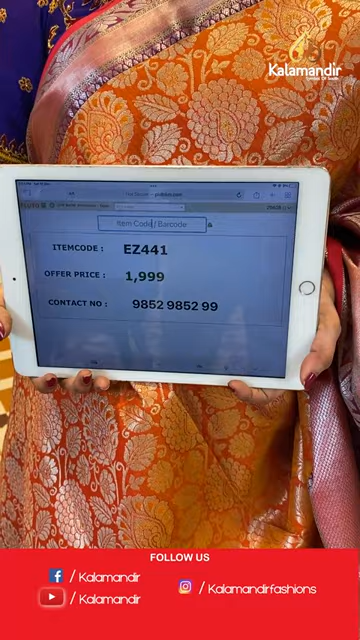 Kalamandir
Item Code / Barcode
ITEMCODE : EZ441
OFFER PRICE : 1,999
CONTACT NO : 9852 9852 99
FOLLOW US
/ Kalamandir
/ Kalamandirfashions
/ Kalamandir